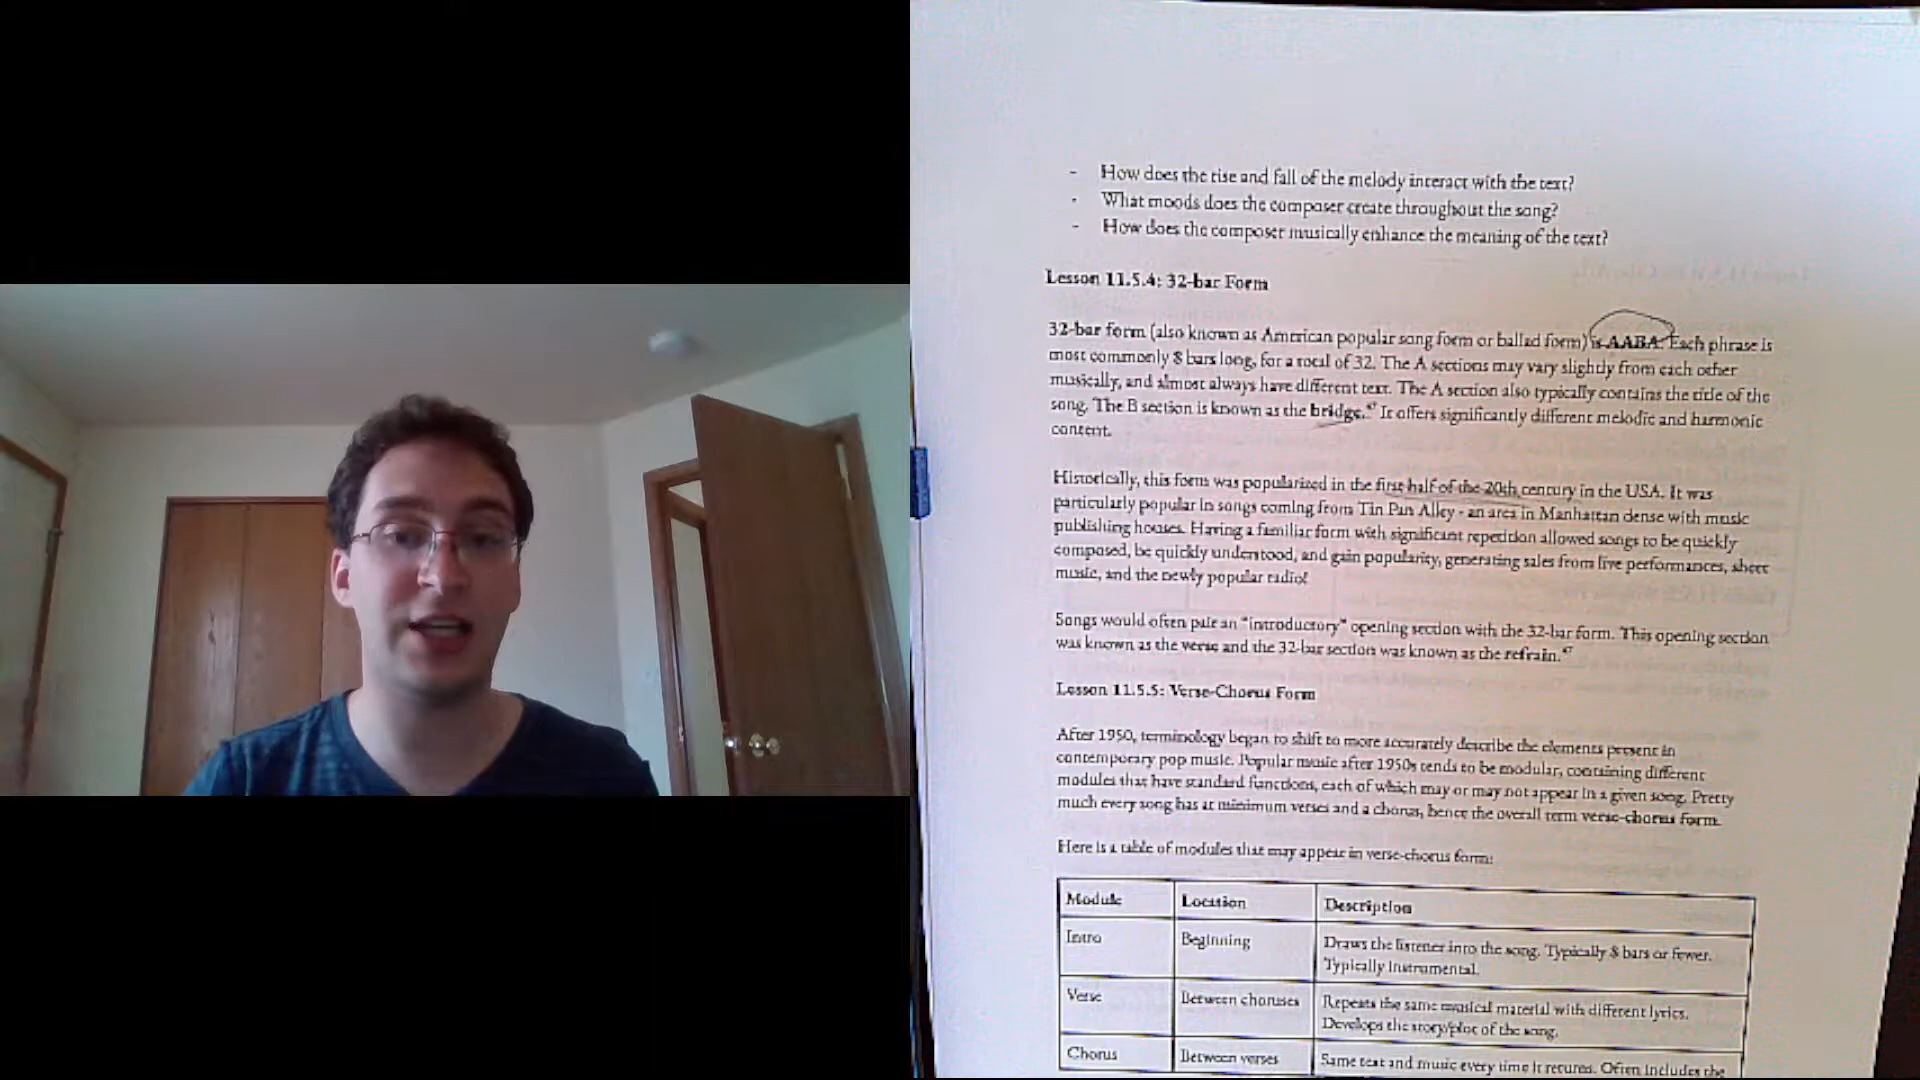 - How does the rise and fall of the melody interact with the text?
- What moods does the composer create throughout the song?
- How does the composer musically enhance the meaning of the text?
Lesson 11.5.4: 32-bar Form
32-bar form (also known as American popular song form or ballad form) is AABA. Each phrase is
most commonly 8 bars long, for a total of 32. The A sections may vary slightly from each other
musically, and almost always have different text. The A section also typically contains the title of the
song. The B section is known as the bridge. It offers significantly different melodic and harmonic
content.
Historically, this form was popularized in the first half of the 20th century in the USA. It was
particularly popular in songs coming from Tin Pan Alley - an area in Manhattan dense with music
publishing houses. Having a familiar form with significant repetition allowed songs to be quickly
composed, be quickly understood, and gain popularity, generating sales from live performances, sheet
music, and the newly popular radio!
Songs would often pair an "introductory" opening section with the 32-bar form. This opening section
was known as the verse and the 32-bar section was known as the refrain.
Lesson 11.5.5: Verse-Chorus Form
After 1950, terminology began to shift to more accurately describe the elements present in
contemporary pop music. Popular music after 1950s tends to be modular, containing different
modules that have standard functions, each of which may or may not appear in a given song. Pretty
much every song has at minimum verses and a chorus, hence the overall term verse-chorus form.
Here is a table of modules that may appear in verse-chorus form:
Module Location Description
Intro Beginning Draws the listener into the song. Typically 8 bars or fewer.
Typically instrumental.
Verse Between choruses Repeats the same musical material with different lyrics.
Develops the story/plot of the song.
Chorus Between verses Same text and music every time it returns. Often includes the